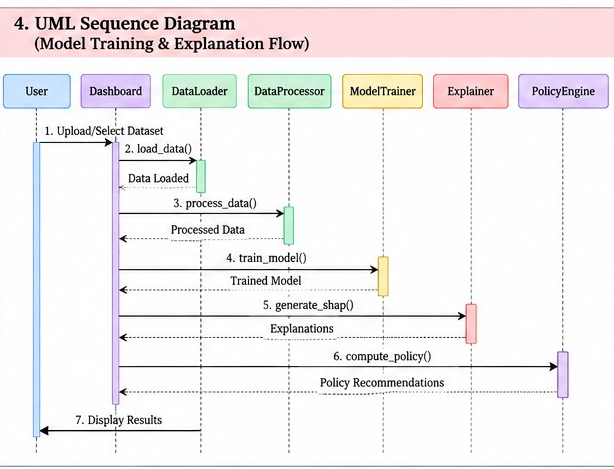 4. UML Sequence Diagram
(Model Training & Explanation Flow)
User Dashboard DataLoader DataProcessor ModelTrainer Explainer PolicyEngine
1. Upload/Select Dataset
2. load_data()
Data Loaded
3. process_data()
Processed Data
4. train_model()
Trained Model
5. generate_shap()
Explanations
6. compute_policy()
Policy Recommendations
7. Display Results